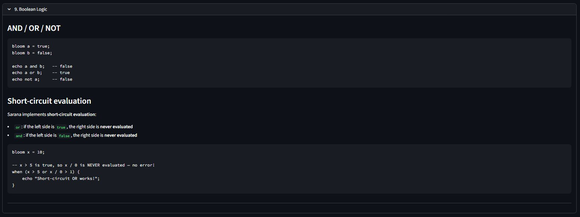 9. Boolean Logic
AND / OR / NOT
bloom a = true;
bloom b = false;
echo a and b;   -- false
echo a or b;    -- true
echo not a;     -- false
Short-circuit evaluation
Sarana implements short-circuit evaluation:
• or : if the left side is true , the right side is never evaluated
• and : if the left side is false , the right side is never evaluated
bloom x = 10;
-- x > 5 is true, so x / 0 is NEVER evaluated — no error!
when (x > 5 or x / 0 > 1) {
    echo "Short-circuit OR works!";
}